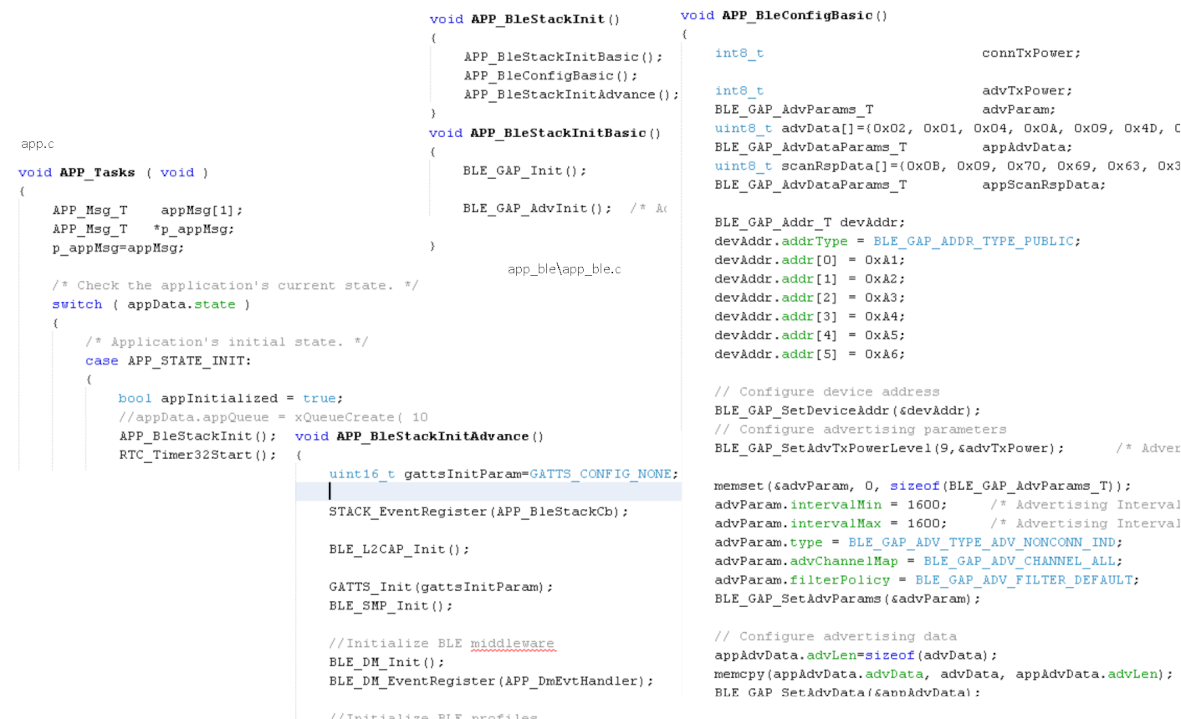 app.c
void APP_Tasks ( void )
{
APP_Msg_T    appMsg[1];
APP_Msg_T   *p_appMsg;
p_appMsg=appMsg;
/* Check the application's current state. */
switch ( appData.state )
{
/* Application's initial state. */
case APP_STATE_INIT:
{
bool appInitialized = true;
//appData.appQueue = xQueueCreate( 10
APP_BleStackInit();
RTC_Timer32Start();
void APP_BleStackInit()
{
APP_BleStackInitBasic();
APP_BleConfigBasic();
APP_BleStackInitAdvance();
}
void APP_BleStackInitBasic()
{
BLE_GAP_Init();
BLE_GAP_AdvInit();  /*
}
app_ble\app_ble.c
void APP_BleStackInitAdvance()
{
uint16_t gattsInitParam=GATTS_CONFIG_NONE;
STACK_EventRegister(APP_BleStackCb);
BLE_L2CAP_Init();
GATTS_Init(gattsInitParam);
BLE_SMP_Init();
//Initialize BLE middleware
BLE_DM_Init();
BLE_DM_EventRegister(APP_DmEvtHandler);
//Initialize BLE profiles
void APP_BleConfigBasic()
{
int8_t                          connTxPower;
int8_t                          advTxPower;
BLE_GAP_AdvParams_T             advParam;
uint8_t advData[]={0x02, 0x01, 0x04, 0x0A, 0x09, 0x4D,
BLE_GAP_AdvDataParams_T         appAdvData;
uint8_t scanRspData[]={0x0B, 0x09, 0x70, 0x69, 0x63,
BLE_GAP_AdvDataParams_T         appScanRspData;
BLE_GAP_Addr_T devAddr;
devAddr.addrType = BLE_GAP_ADDR_TYPE_PUBLIC;
devAddr.addr[0] = 0xA1;
devAddr.addr[1] = 0xA2;
devAddr.addr[2] = 0xA3;
devAddr.addr[3] = 0xA4;
devAddr.addr[4] = 0xA5;
devAddr.addr[5] = 0xA6;
// Configure device address
BLE_GAP_SetDeviceAddr(&devAddr);
// Configure advertising parameters
BLE_GAP_SetAdvTxPowerLevel(9,&advTxPower);      /* Adver
memset(&advParam, 0, sizeof(BLE_GAP_AdvParams_T));
advParam.intervalMin = 1600;     /* Advertising Interval
advParam.intervalMax = 1600;     /* Advertising Interval
advParam.type = BLE_GAP_ADV_TYPE_ADV_NONCONN_IND;
advParam.advChannelMap = BLE_GAP_ADV_CHANNEL_ALL;
advParam.filterPolicy = BLE_GAP_ADV_FILTER_DEFAULT;
BLE_GAP_SetAdvParams(&advParam);
// Configure advertising data
appAdvData.advLen=sizeof(advData);
memcpy(appAdvData.advData, advData, appAdvData.advLen);
BLE_GAP_SetAdvData(&appAdvData);